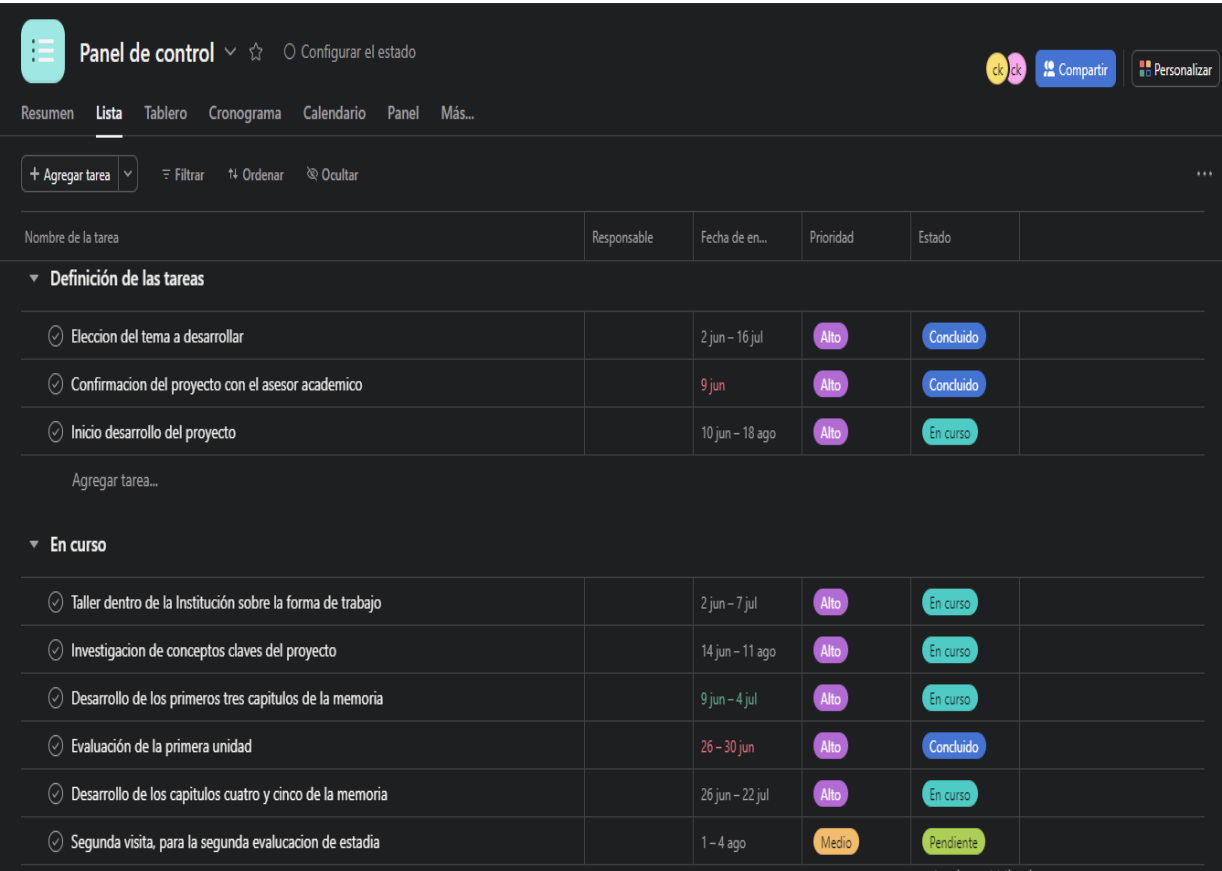 Panel de control Configurar el estado
ck ck Compartir Personalizar
Resumen Lista Tablero Cronograma Calendario Panel Más...
+ Agregar tarea Filtrar Ordenar Ocultar ...
Nombre de la tarea Responsable Fecha de en... Prioridad Estado
Definición de las tareas
Eleccion del tema a desarrollar 2 jun – 16 jul Alto Concluido
Confirmacion del proyecto con el asesor academico 9 jun Alto Concluido
Inicio desarrollo del proyecto 10 jun – 18 ago Alto En curso
Agregar tarea...
En curso
Taller dentro de la Institución sobre la forma de trabajo 2 jun – 7 jul Alto En curso
Investigacion de conceptos claves del proyecto 14 jun – 11 ago Alto En curso
Desarrollo de los primeros tres capitulos de la memoria 9 jun – 4 jul Alto En curso
Evaluación de la primera unidad 26 – 30 jun Alto Concluido
Desarrollo de los capitulos cuatro y cinco de la memoria 26 jun – 22 jul Alto En curso
Segunda visita, para la segunda evalucacion de estadia 1 – 4 ago Medio Pendiente